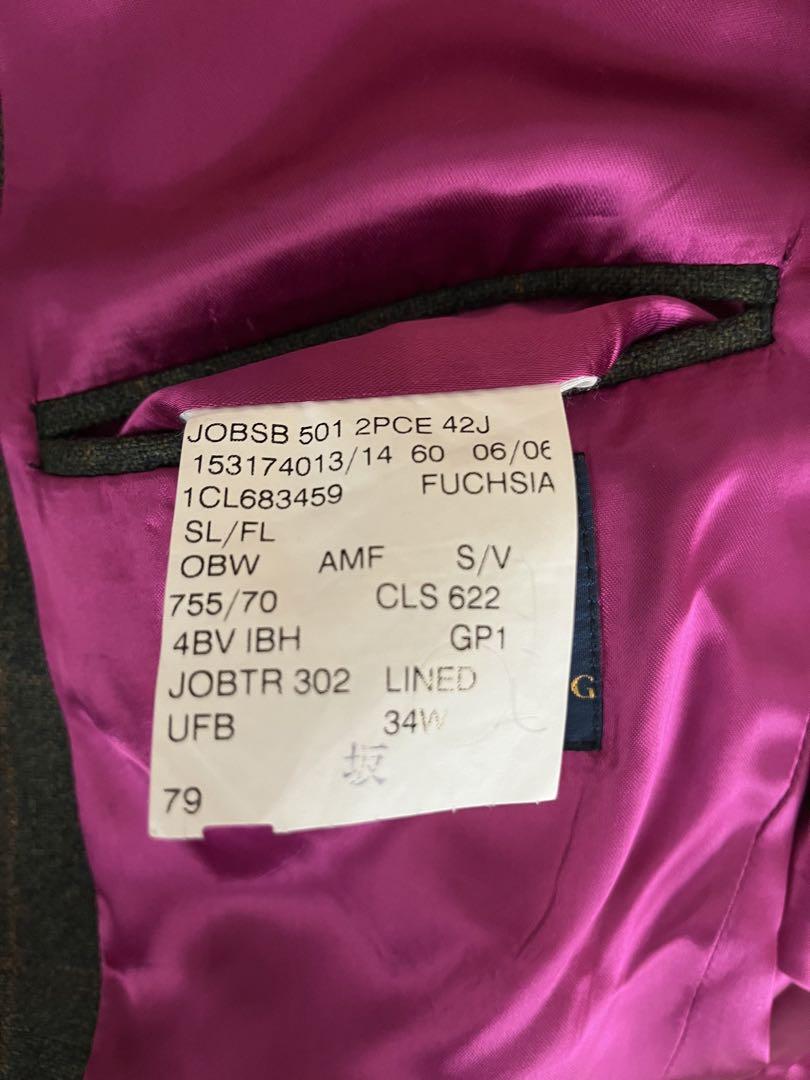 JOBSB 501 2PCE 42J
153174013/14 60 06/06
1CL683459 FUCHSIA
SL/FL
OBW AMF S/V
755/70 CLS 622
4BV IBH GP1
JOBTR 302 LINED
G
UFB 34W
坂
79